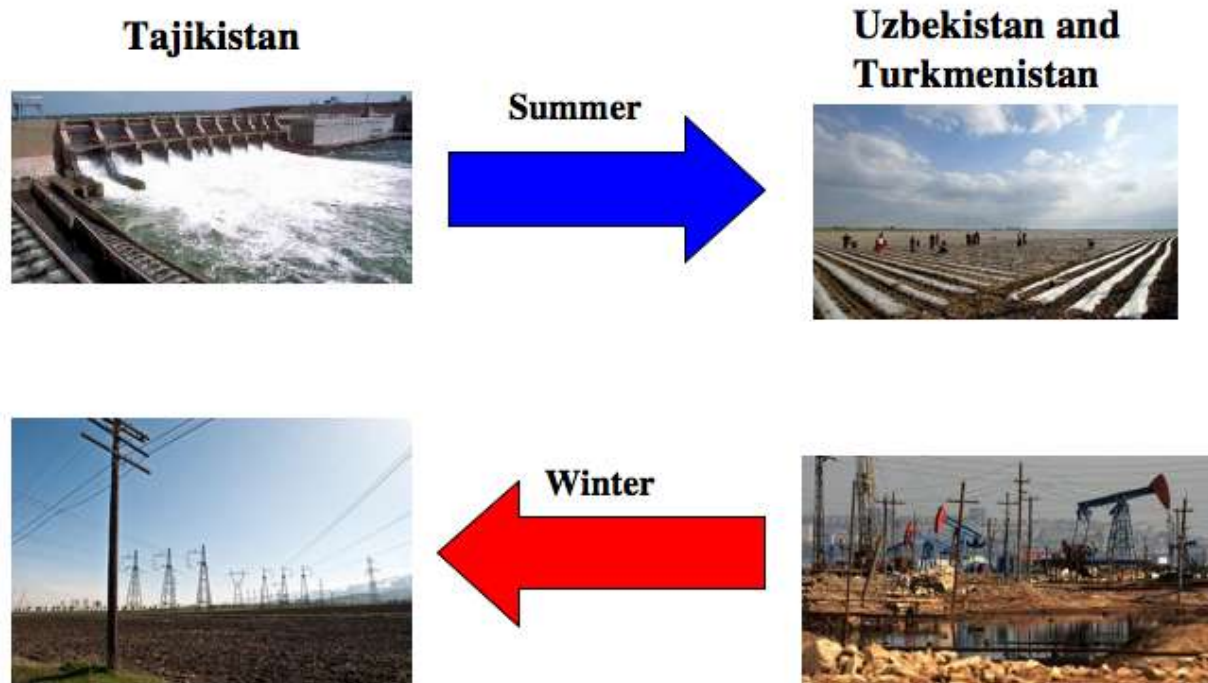 Tajikistan
Uzbekistan and
Turkmenistan
Summer
Winter